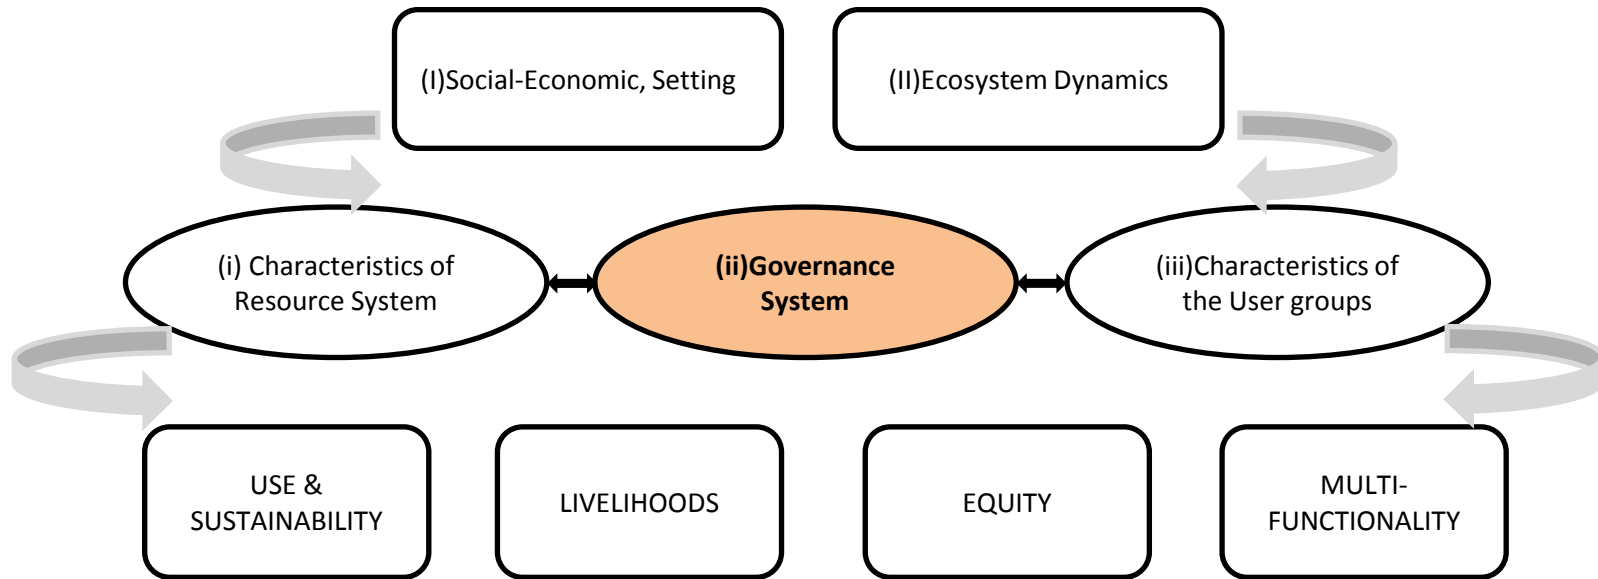 (I)Social-Economic, Setting
(II)Ecosystem Dynamics
(i) Characteristics of
Resource System
(ii)Governance
System
(iii)Characteristics of
the User groups
USE &
SUSTAINABILITY
LIVELIHOODS
EQUITY
MULTI-
FUNCTIONALITY